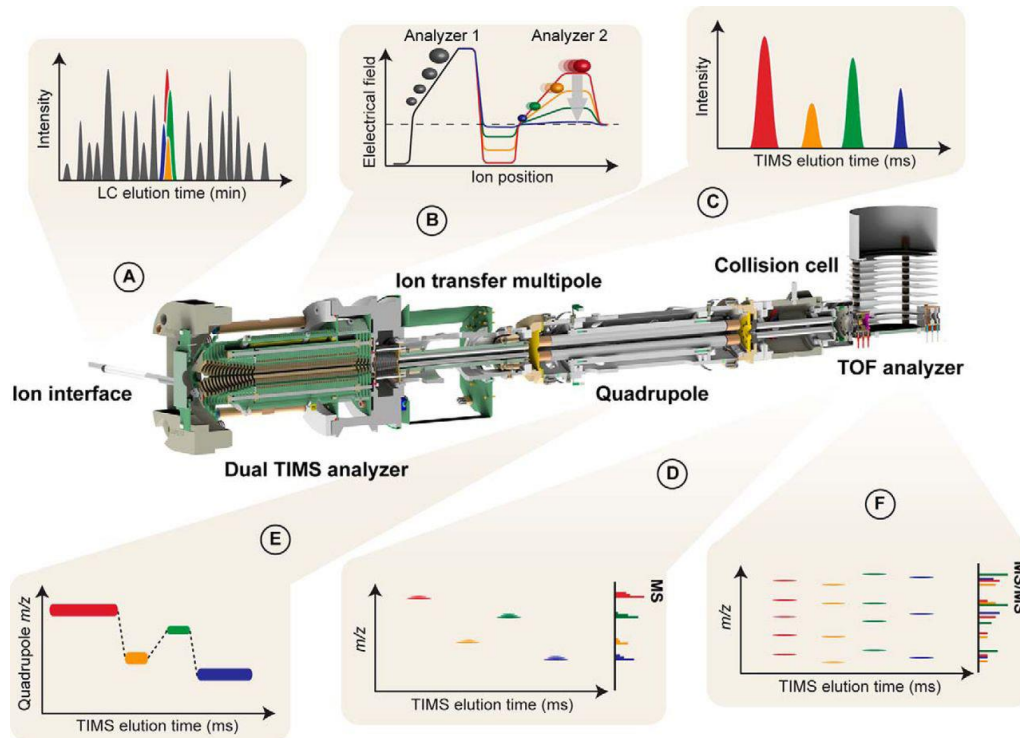 Intensity
LC elution time (min)
Analyzer 1
Analyzer 2
Elelectrical field
Ion position
Intensity
TIMS elution time (ms)
A
B
C
Ion interface
Ion transfer multipole
Collision cell
Dual TIMS analyzer
Quadrupole
TOF analyzer
E
D
F
Quadrupole m/z
TIMS elution time (ms)
m/z
TIMS elution time (ms)
MS
m/z
TIMS elution time (ms)
MS/MS